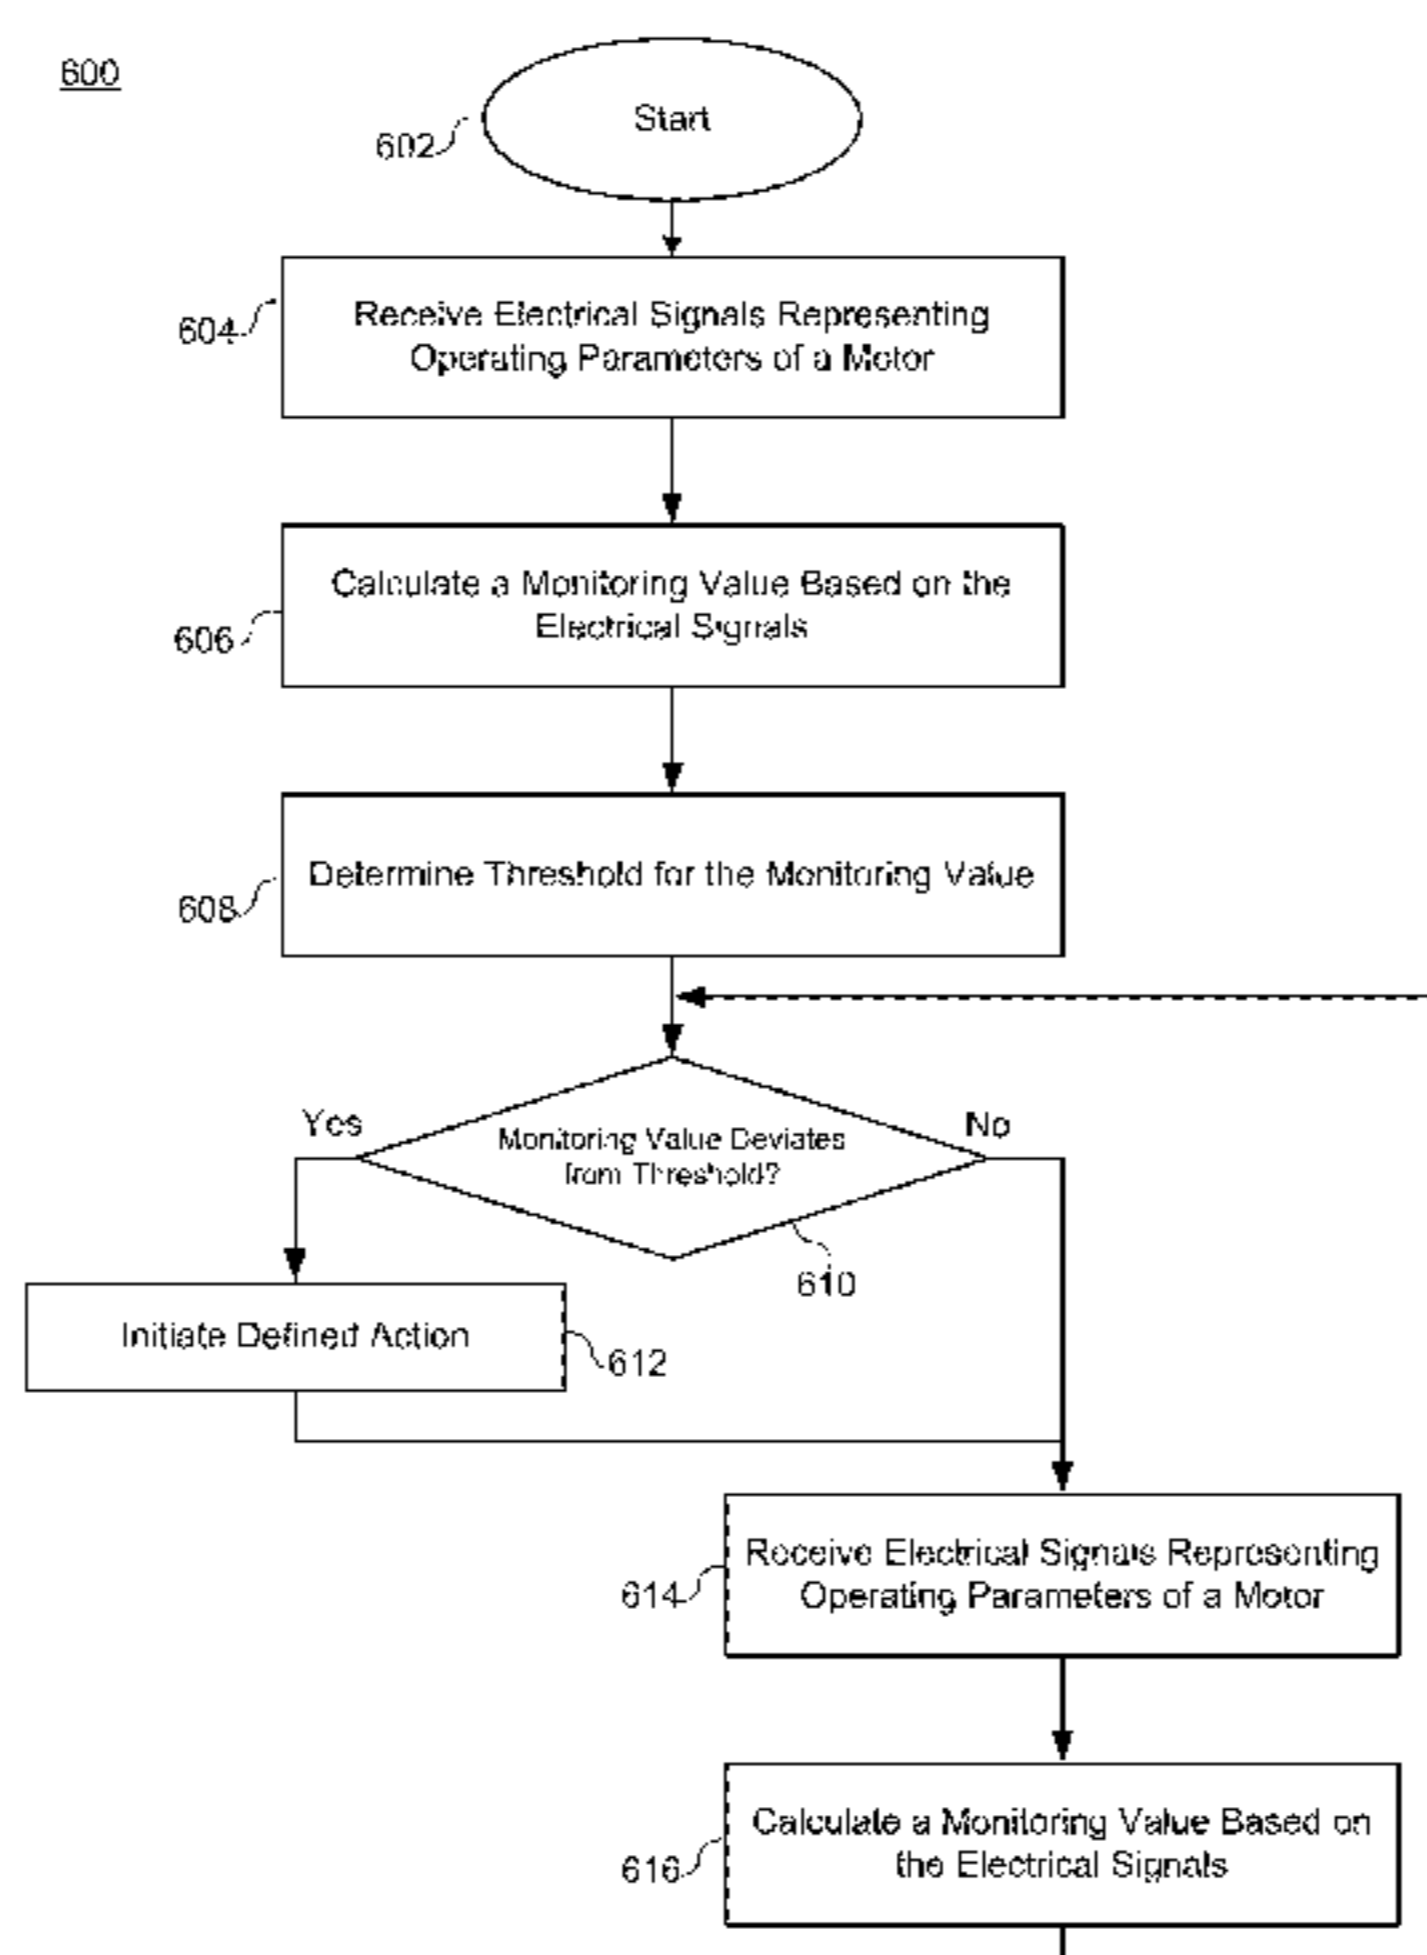 600
Start
602
Receive Electrical Signals Representing
Operating Parameters of a Motor
604
Calculate a Monitoring Value Based on the
Electrical Signals
606
Determine Threshold for the Monitoring Value
608
Yes
Monitoring Value Deviates
from Threshold?
No
610
Initiate Defined Action
612
Receive Electrical Signals Representing
Operating Parameters of a Motor
614
Calculate a Monitoring Value Based on
the Electrical Signals
616